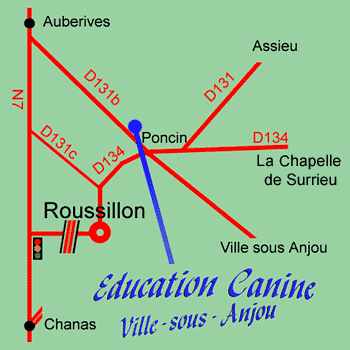 Auberives
Assieu
N7
D131b
D131
D131c
Poncin
D134
D134
La Chapelle
de Surrieu
Roussillon
Ville sous Anjou
Education Canine
Ville-sous-Anjou
Chanas